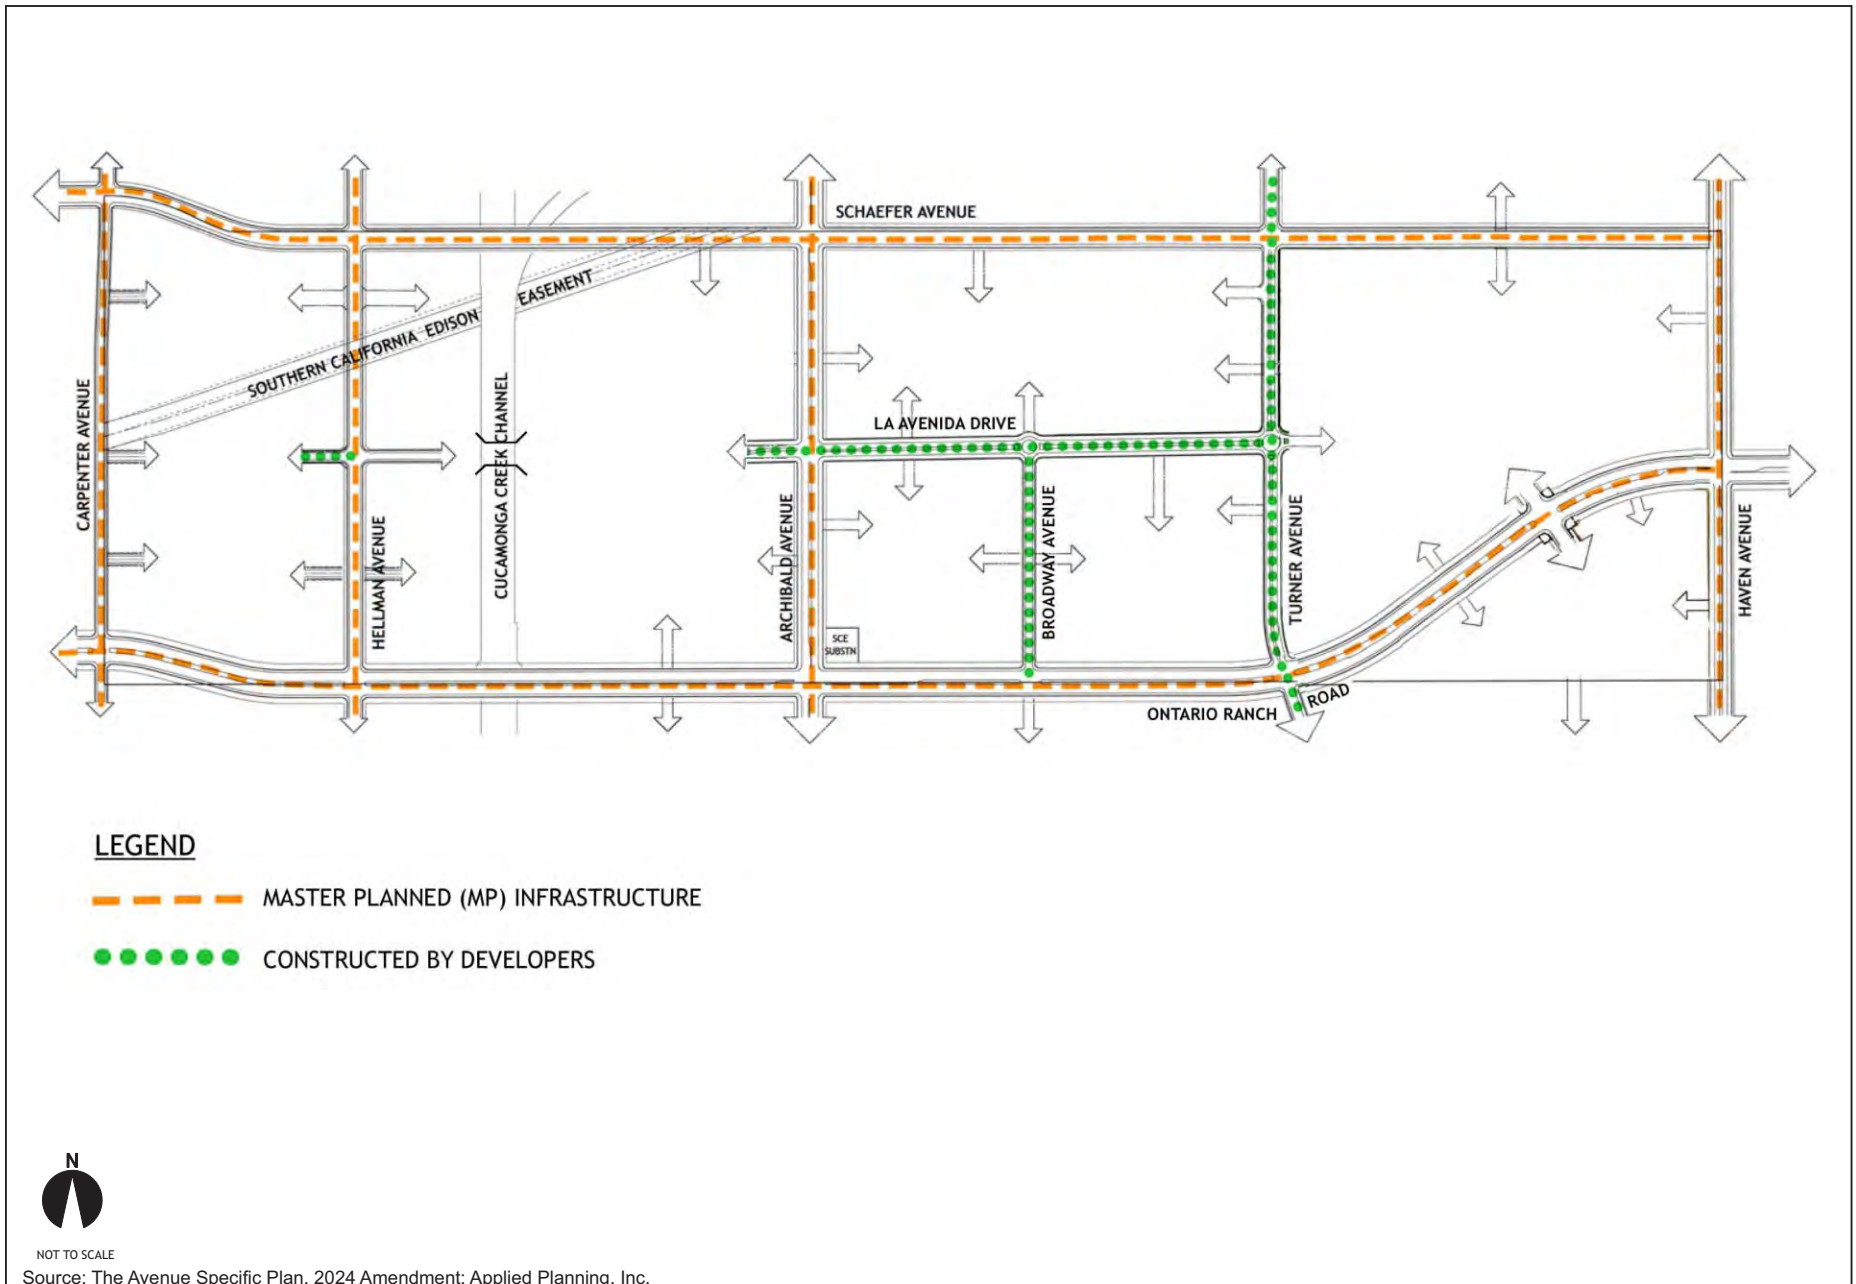 SCHAEFER AVENUE
SOUTHERN CALIFORNIA EDISON EASEMENT
CARPENTER AVENUE
HELLMAN AVENUE
CUCAMONGA CREEK CHANNEL
ARCHIBALD AVENUE
LA AVENIDA DRIVE
BROADWAY AVENUE
TURNER AVENUE
HAVEN AVENUE
SCE
SUBSTN
ONTARIO RANCH ROAD
LEGEND
MASTER PLANNED (MP) INFRASTRUCTURE
CONSTRUCTED BY DEVELOPERS
N
NOT TO SCALE
Source: The Avenue Specific Plan, 2024 Amendment; Applied Planning, Inc.